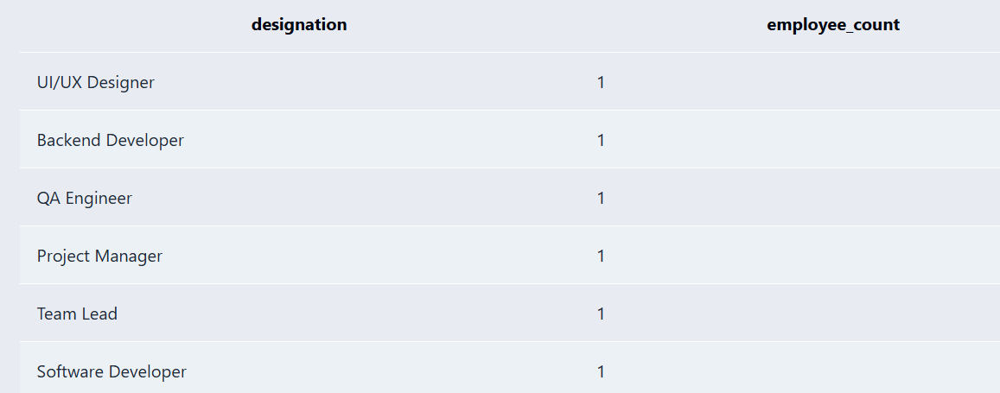 designation employee_count
UI/UX Designer 1
Backend Developer 1
QA Engineer 1
Project Manager 1
Team Lead 1
Software Developer 1